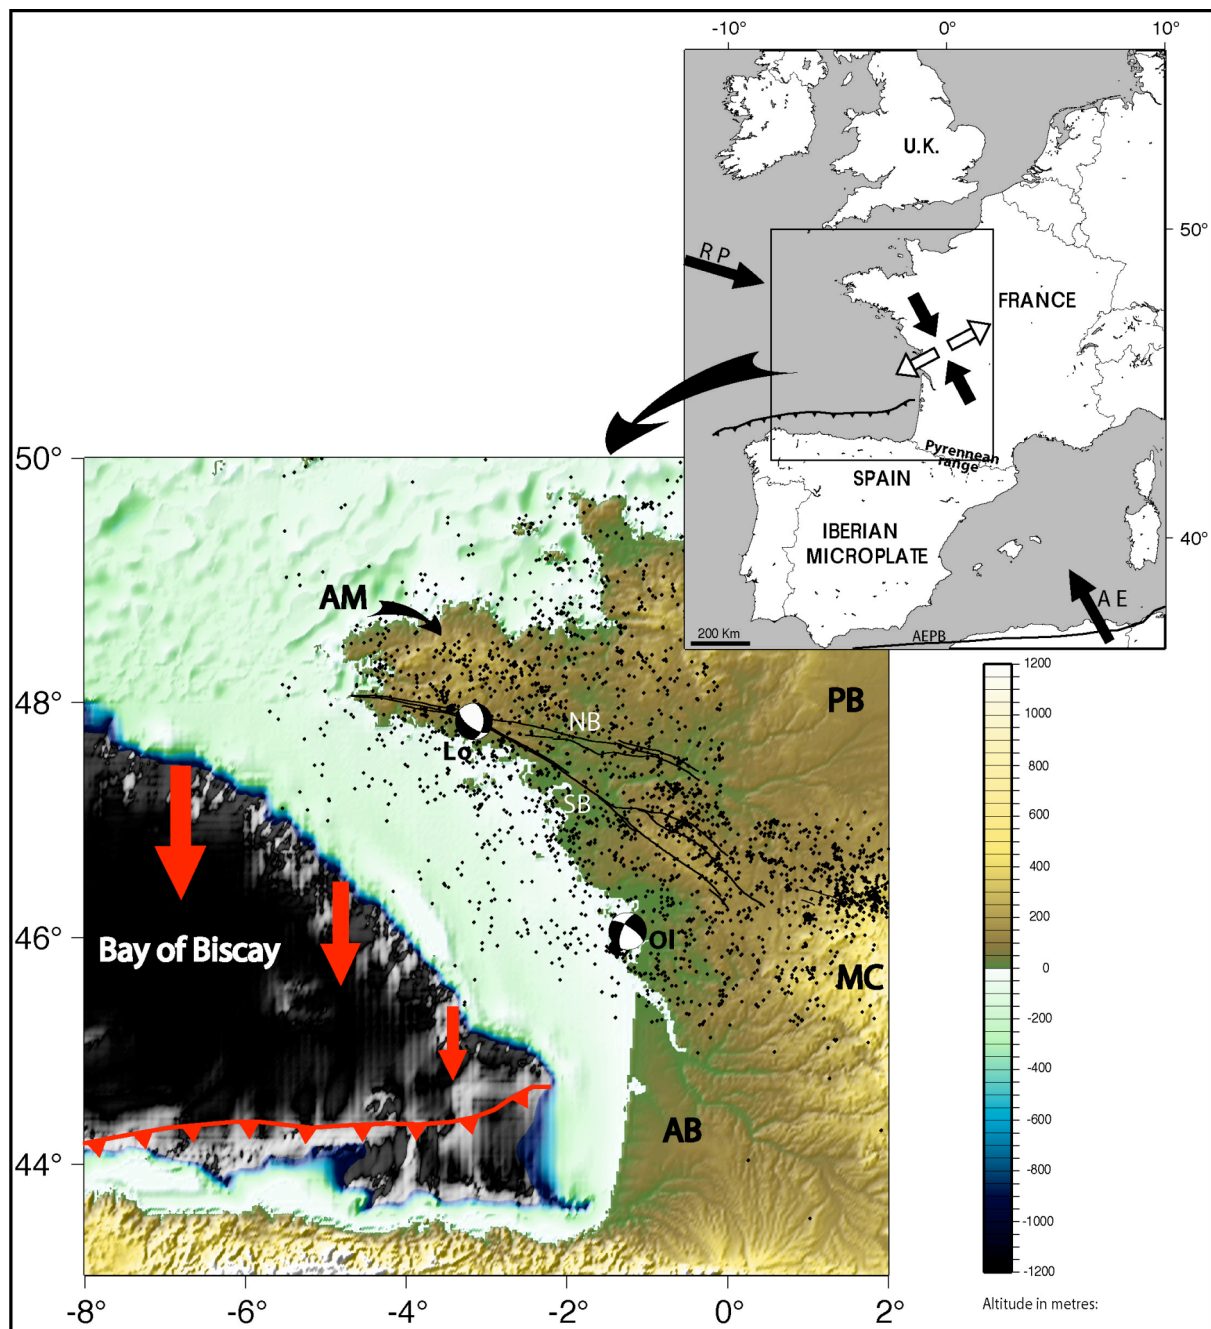 -10°
0°
10°
U.K.
50°
R P
FRANCE
Pyrennean
range
SPAIN
IBERIAN
MICROPLATE
40°
A E
AEPB
200 Km
50°
AM
48°
NB
PB
Lo
SB
46°
Bay of Biscay
Ol
MC
AB
44°
-8°
-6°
-4°
-2°
0°
2°
1200
1000
800
600
400
200
0
-200
-400
-600
-800
-1000
-1200
Altitude in metres: